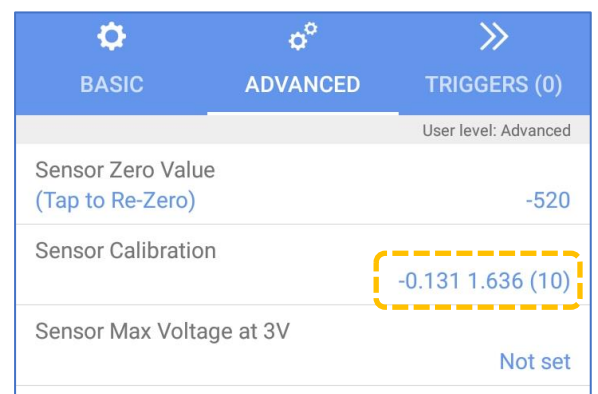 BASIC ADVANCED TRIGGERS (0)
User level: Advanced
Sensor Zero Value
(Tap to Re-Zero) -520
Sensor Calibration
-0.131 1.636 (10)
Sensor Max Voltage at 3V
Not set